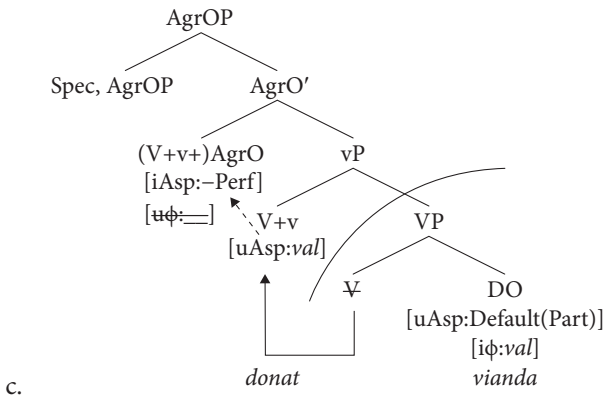 AgrOP
Spec, AgrOP AgrO′
(V+v+)AgrO vP
[iAsp:–Perf]
[uϕ:__] V+v VP
[uAsp:val]
V DO
[uAsp:Default(Part)]
[iϕ:val]
c. donat vianda